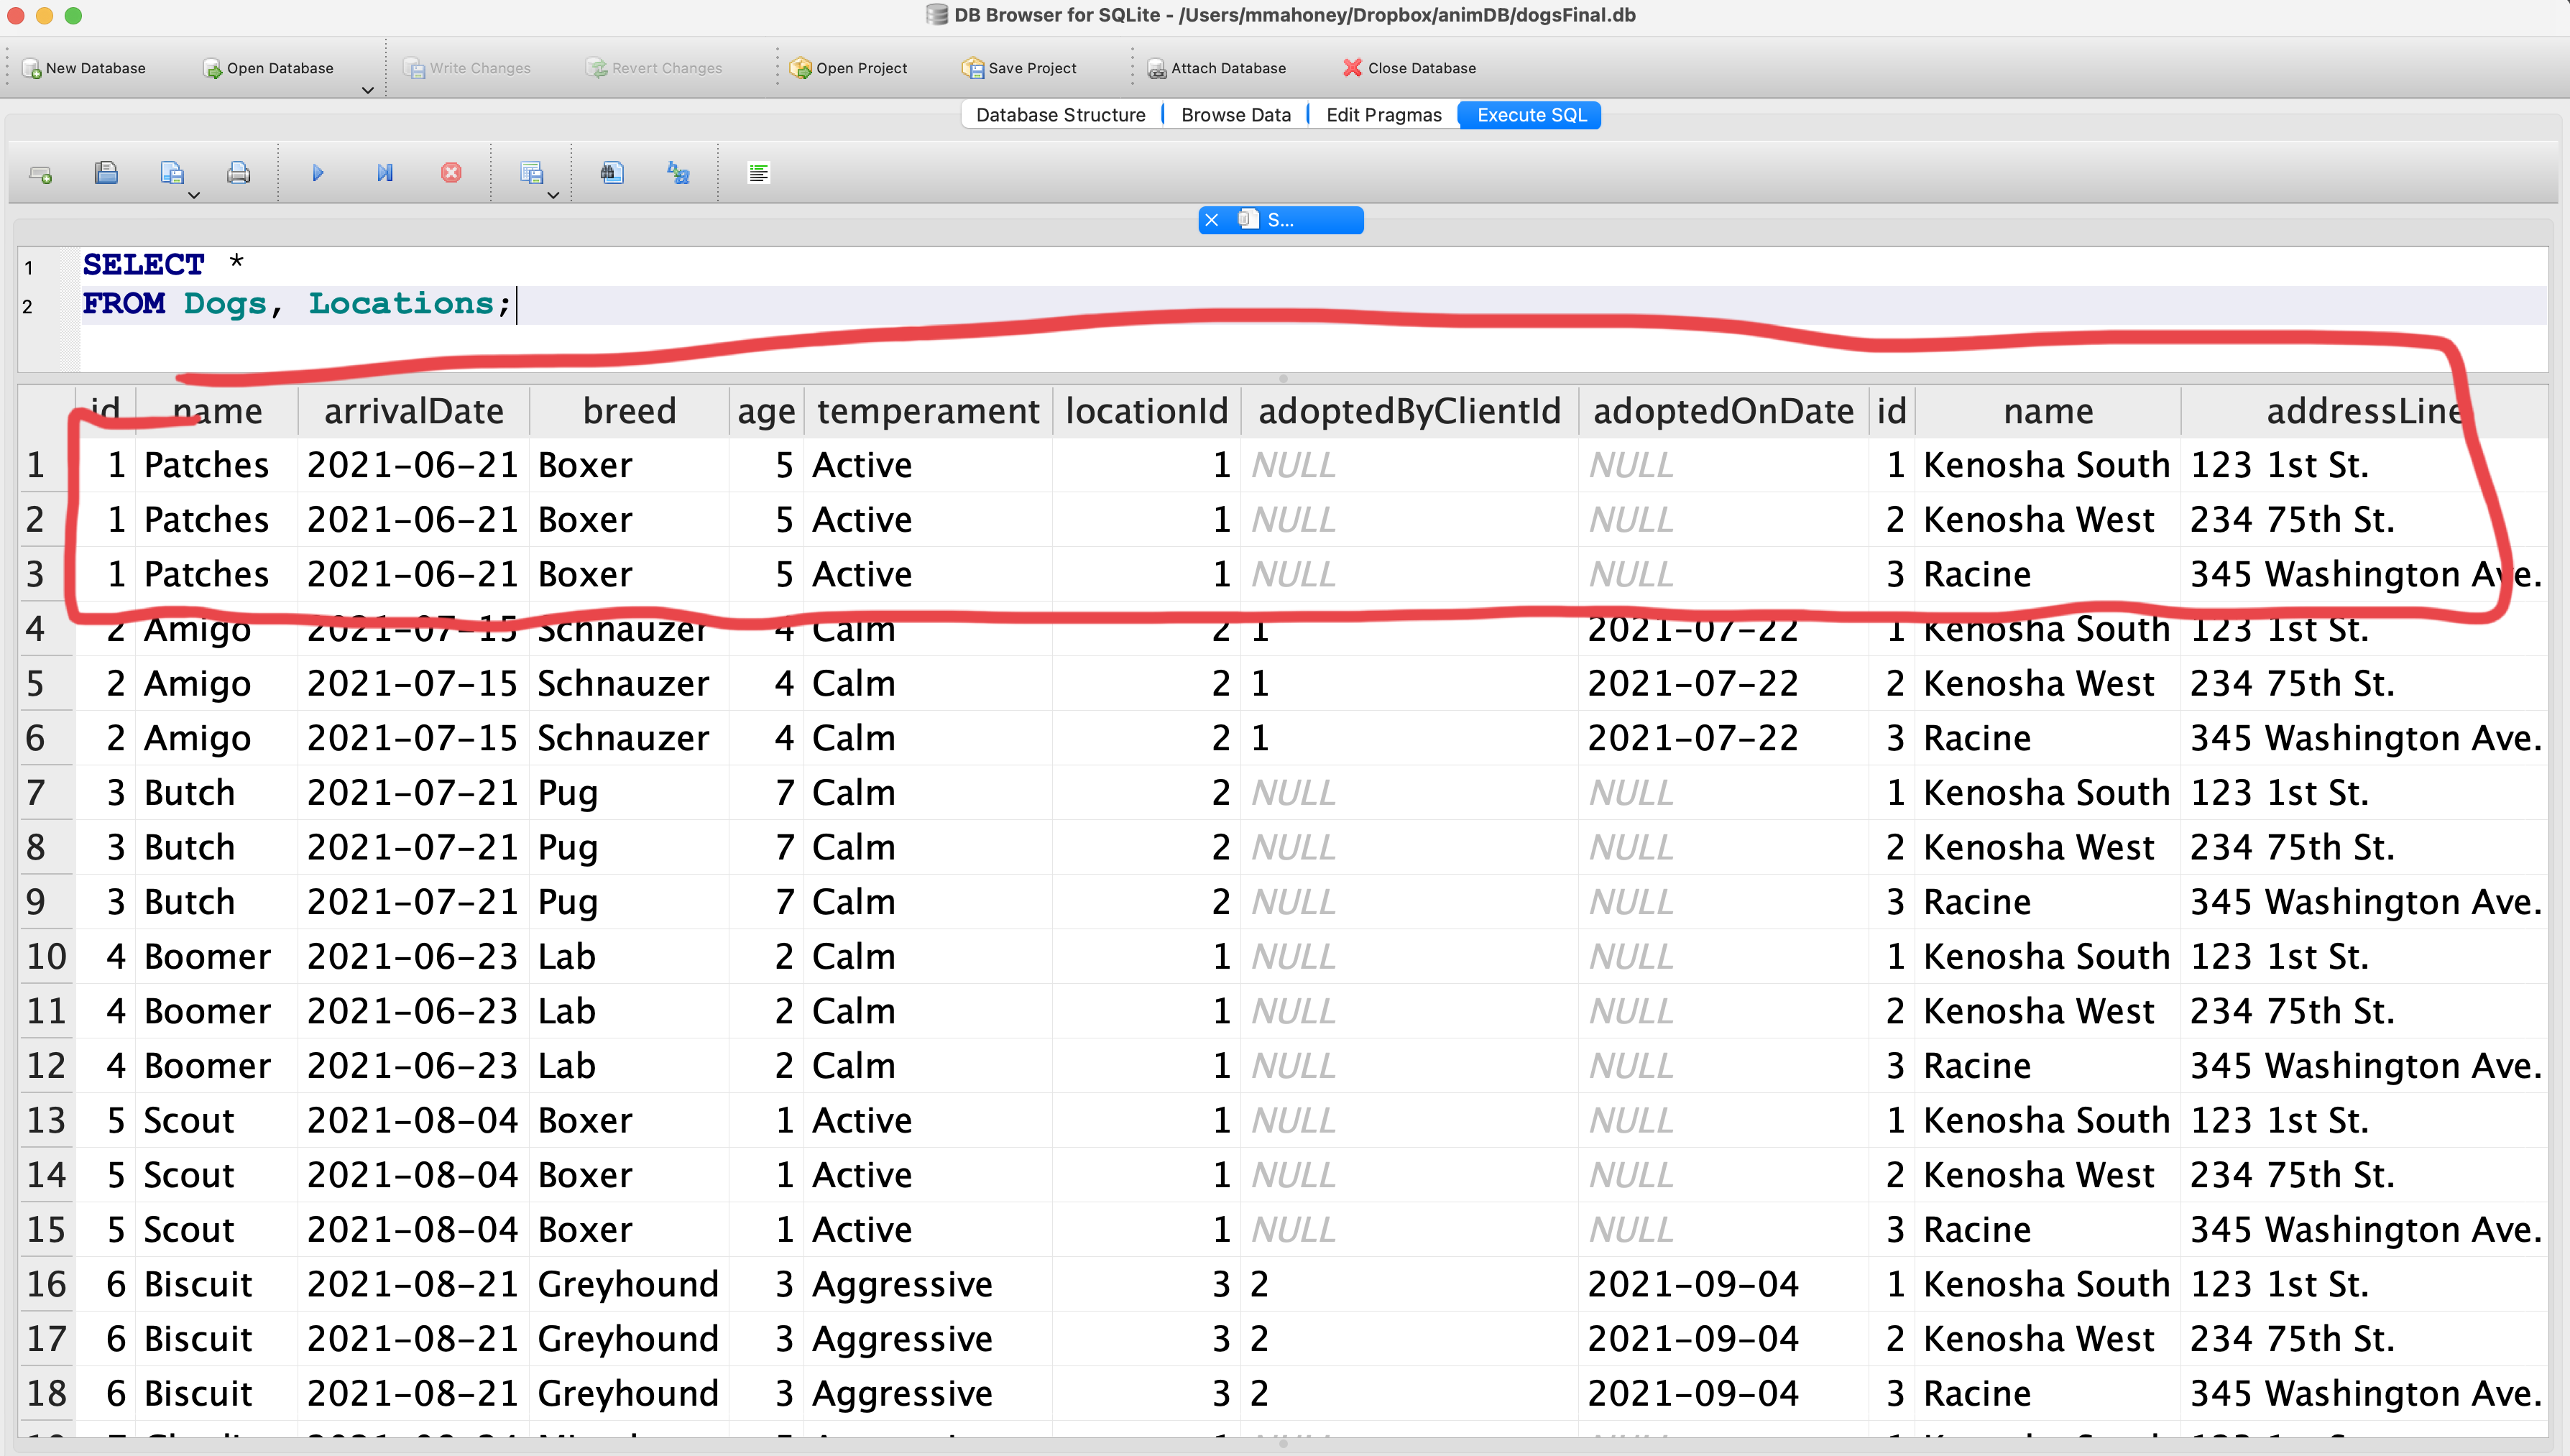 DB Browser for SQLite - /Users/mmahoney/Dropbox/animDB/dogsFinal.db
New Database Open Database Write Changes Revert Changes Open Project Save Project Attach Database Close Database
Database Structure Browse Data Edit Pragmas Execute SQL
S...
1 SELECT *
2 FROM Dogs, Locations;
id name arrivalDate breed age temperament locationId adoptedByClientId adoptedOnDate id name addressLine
1 1 Patches 2021-06-21 Boxer 5 Active 1 NULL NULL 1 Kenosha South 123 1st St.
2 1 Patches 2021-06-21 Boxer 5 Active 1 NULL NULL 2 Kenosha West 234 75th St.
3 1 Patches 2021-06-21 Boxer 5 Active 1 NULL NULL 3 Racine 345 Washington Ave.
4 2 Amigo 2021-07-15 Schnauzer 4 Calm 2 1 2021-07-22 1 Kenosha South 123 1st St.
5 2 Amigo 2021-07-15 Schnauzer 4 Calm 2 1 2021-07-22 2 Kenosha West 234 75th St.
6 2 Amigo 2021-07-15 Schnauzer 4 Calm 2 1 2021-07-22 3 Racine 345 Washington Ave.
7 3 Butch 2021-07-21 Pug 7 Calm 2 NULL NULL 1 Kenosha South 123 1st St.
8 3 Butch 2021-07-21 Pug 7 Calm 2 NULL NULL 2 Kenosha West 234 75th St.
9 3 Butch 2021-07-21 Pug 7 Calm 2 NULL NULL 3 Racine 345 Washington Ave.
10 4 Boomer 2021-06-23 Lab 2 Calm 1 NULL NULL 1 Kenosha South 123 1st St.
11 4 Boomer 2021-06-23 Lab 2 Calm 1 NULL NULL 2 Kenosha West 234 75th St.
12 4 Boomer 2021-06-23 Lab 2 Calm 1 NULL NULL 3 Racine 345 Washington Ave.
13 5 Scout 2021-08-04 Boxer 1 Active 1 NULL NULL 1 Kenosha South 123 1st St.
14 5 Scout 2021-08-04 Boxer 1 Active 1 NULL NULL 2 Kenosha West 234 75th St.
15 5 Scout 2021-08-04 Boxer 1 Active 1 NULL NULL 3 Racine 345 Washington Ave.
16 6 Biscuit 2021-08-21 Greyhound 3 Aggressive 3 2 2021-09-04 1 Kenosha South 123 1st St.
17 6 Biscuit 2021-08-21 Greyhound 3 Aggressive 3 2 2021-09-04 2 Kenosha West 234 75th St.
18 6 Biscuit 2021-08-21 Greyhound 3 Aggressive 3 2 2021-09-04 3 Racine 345 Washington Ave.